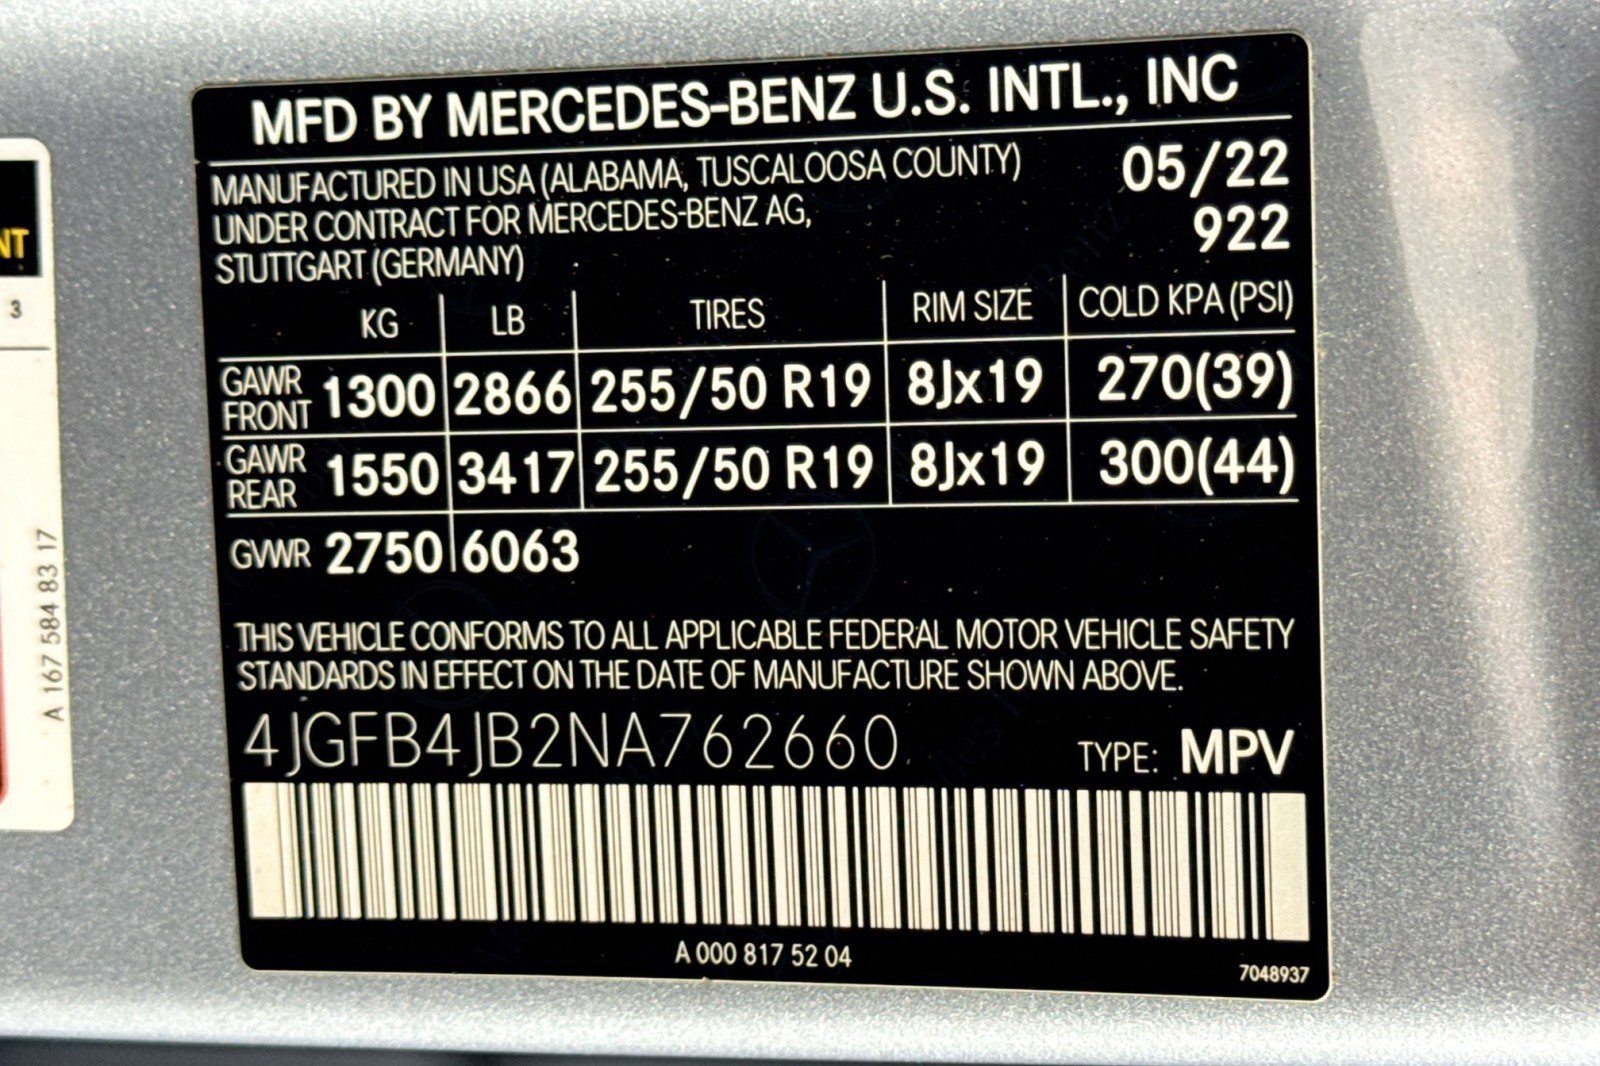 MFD BY MERCEDES-BENZ U.S. INTL., INC
MANUFACTURED IN USA (ALABAMA, TUSCALOOSA COUNTY) 05/22
UNDER CONTRACT FOR MERCEDES-BENZ AG, 922
STUTTGART (GERMANY)
KG LB TIRES RIM SIZE COLD KPA (PSI)
GAWR FRONT 1300 2866 255/50 R19 8Jx19 270(39)
GAWR REAR 1550 3417 255/50 R19 8Jx19 300(44)
GVWR 2750 6063
THIS VEHICLE CONFORMS TO ALL APPLICABLE FEDERAL MOTOR VEHICLE SAFETY
STANDARDS IN EFFECT ON THE DATE OF MANUFACTURE SHOWN ABOVE.
4JGFB4JB2NA762660 TYPE: MPV
A 000 817 52 04
7048937
NT
3
A 167 584 83 17